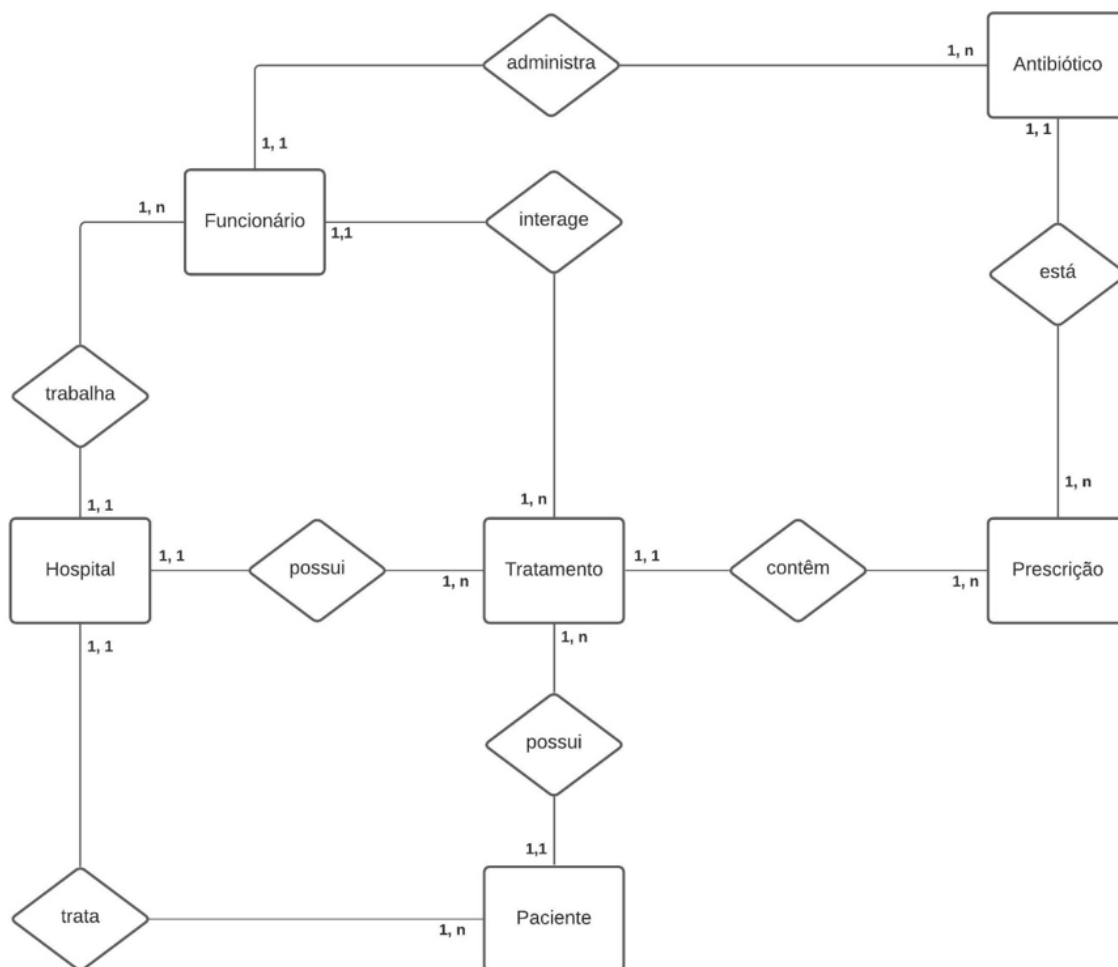 administra
1, n
Antibiótico
1, 1
1, 1
1, n
Funcionário
1,1
interage
está
trabalha
1, 1
1, n
1, n
Hospital
1, 1
possui
1, n
Tratamento
1, 1
contêm
1, n
Prescrição
1, 1
1, n
possui
1,1
trata
1, n
Paciente